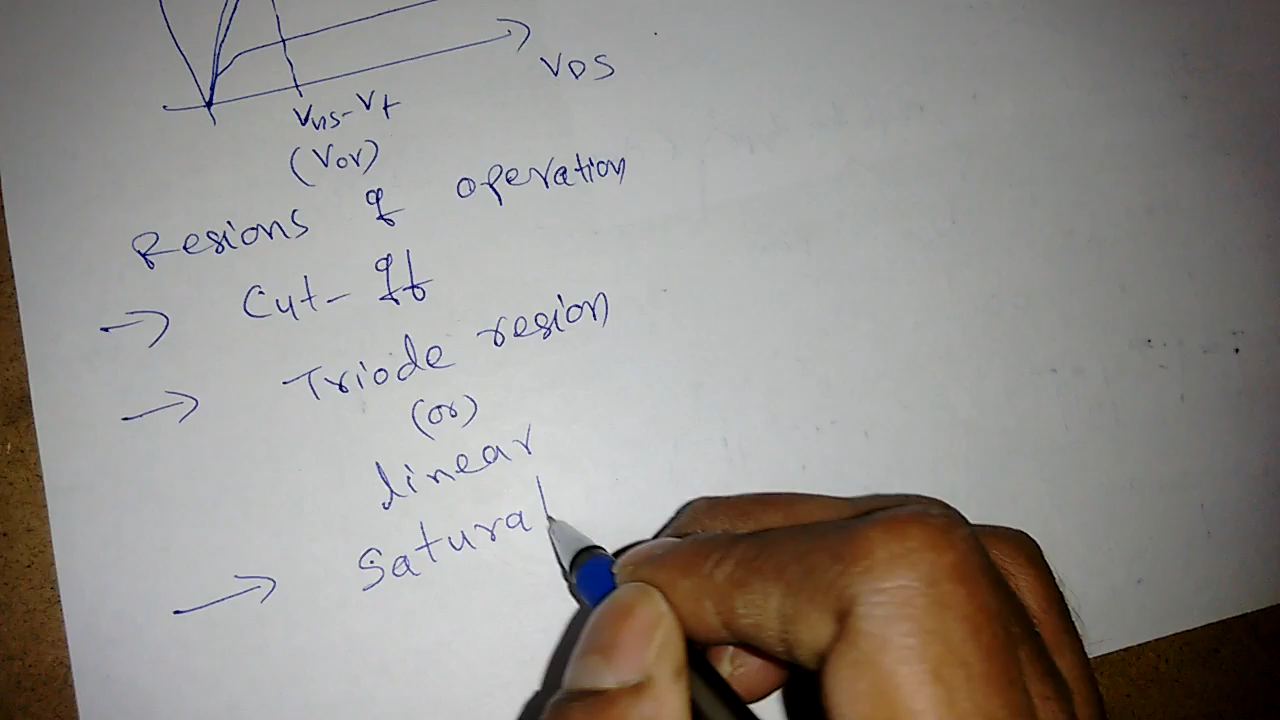 VDS
VGS-Vt
(VOV)
Regions of operation
→ Cut-off
→ Triode region
(or)
linear
→ Saturat